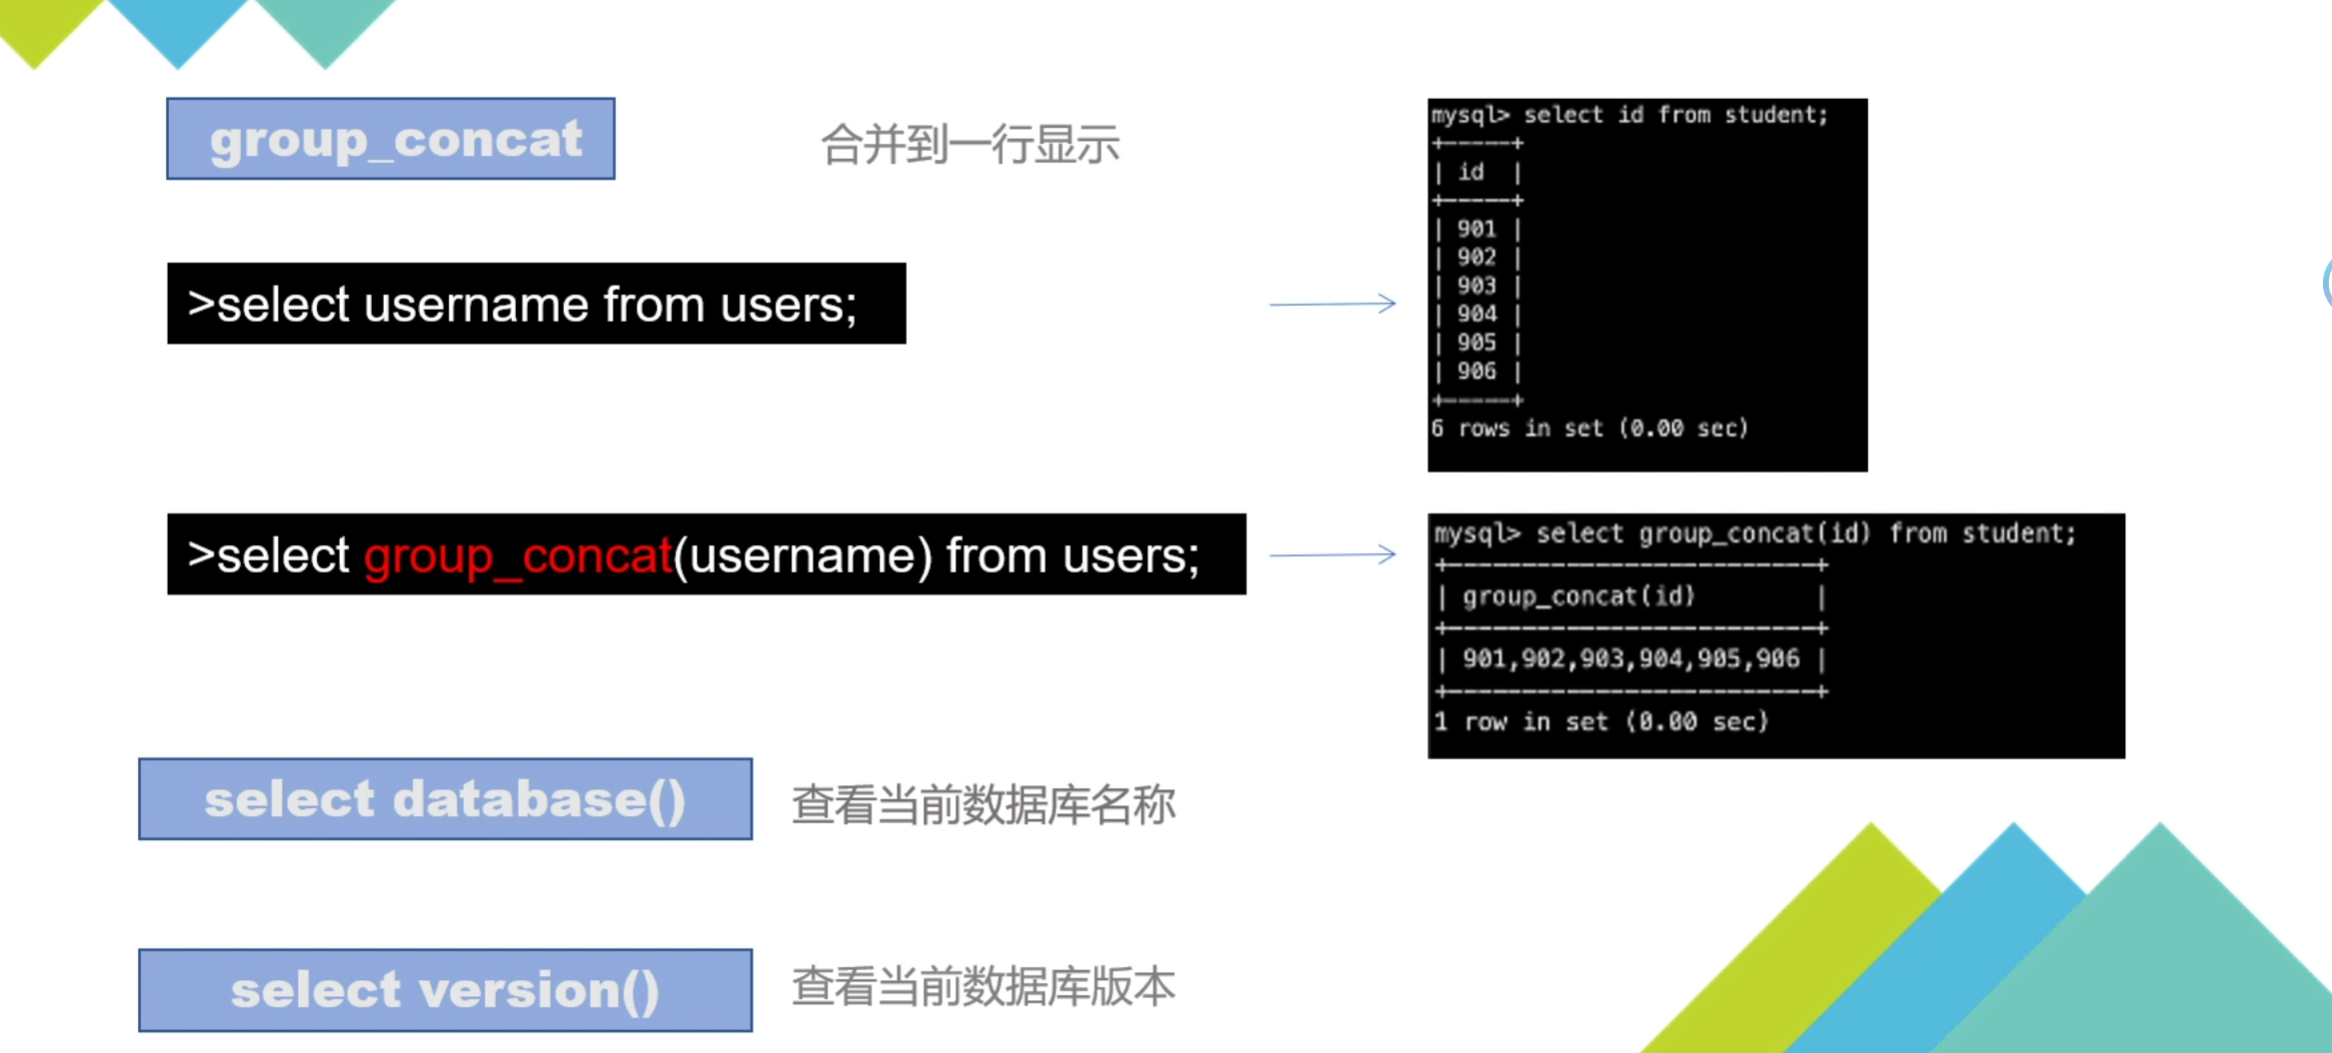 group_concat
合并到一行显示
>select username from users;
mysql> select id from student;
+-----+
| id  |
+-----+
| 901 |
| 902 |
| 903 |
| 904 |
| 905 |
| 906 |
+-----+
6 rows in set (0.00 sec)
>select group_concat(username) from users;
mysql> select group_concat(id) from student;
+-------------------------+
| group_concat(id)        |
+-------------------------+
| 901,902,903,904,905,906 |
+-------------------------+
1 row in set (0.00 sec)
select database()
查看当前数据库名称
select version()
查看当前数据库版本